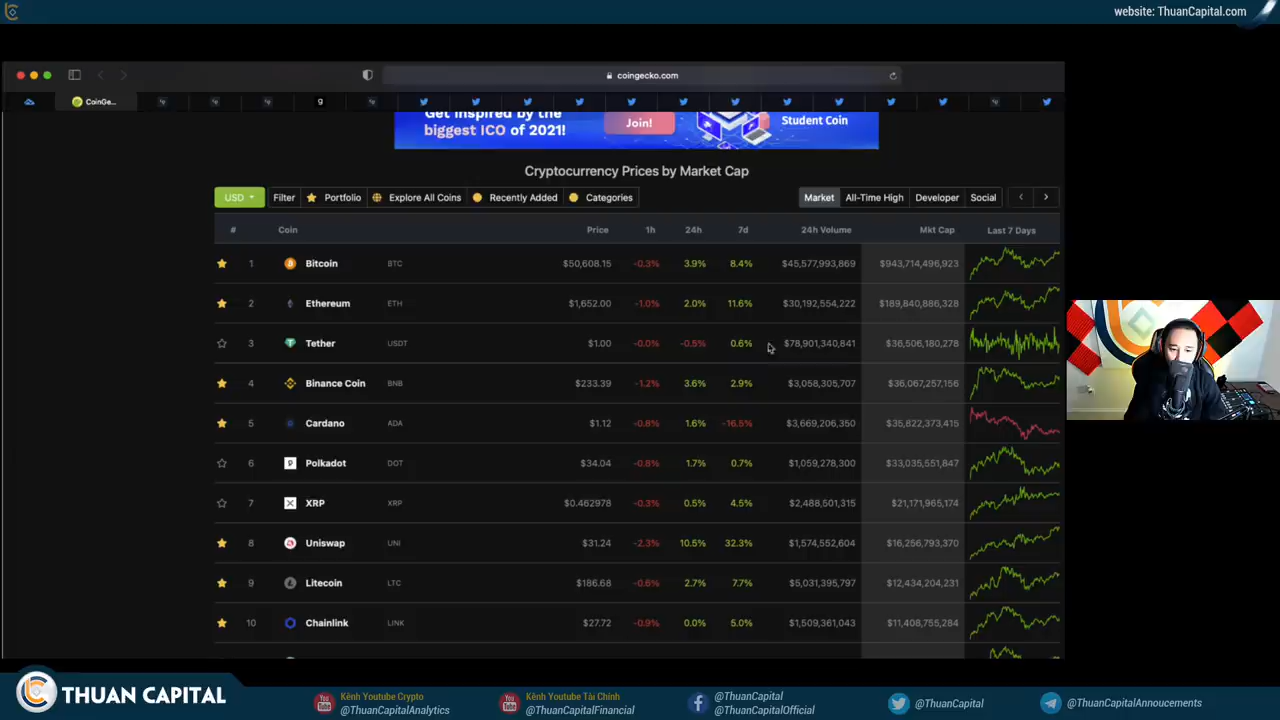 website: ThuanCapital.com
coingecko.com
CoinGe...
Get inspired by the
biggest ICO of 2021!
Join!
Student Coin
Cryptocurrency Prices by Market Cap
USD Filter Portfolio Explore All Coins Recently Added Categories Market All-Time High Developer Social
# Coin Price 1h 24h 7d 24h Volume Mkt Cap Last 7 Days
1 Bitcoin BTC $50,608.15 -0.3% 3.9% 8.4% $45,577,993,869 $943,714,496,923
2 Ethereum ETH $1,652.00 -1.0% 2.0% 11.6% $30,192,554,222 $189,840,886,328
3 Tether USDT $1.00 -0.0% -0.5% 0.6% $78,901,340,841 $36,506,180,278
4 Binance Coin BNB $233.39 -1.2% 3.6% 2.9% $3,058,305,707 $36,067,257,156
5 Cardano ADA $1.12 -0.8% 1.6% -16.5% $3,669,206,350 $35,822,373,415
6 Polkadot DOT $34.04 -0.8% 1.7% 0.7% $1,059,278,300 $33,035,551,847
7 XRP XRP $0.462978 -0.3% 0.5% 4.5% $2,488,501,315 $21,171,965,174
8 Uniswap UNI $31.24 -2.3% 10.5% 32.3% $1,574,552,604 $16,256,793,370
9 Litecoin LTC $186.68 -0.6% 2.7% 7.7% $5,031,395,797 $12,434,204,231
10 Chainlink LINK $27.72 -0.9% 0.0% 5.0% $1,509,361,043 $11,408,755,284
THUAN CAPITAL
Kênh Youtube Crypto
@ThuanCapitalAnalytics
Kênh Youtube Tài Chính
@ThuanCapitalFinancial
@ThuanCapital
@ThuanCapitalOfficial
@ThuanCapital
@ThuanCapitalAnnoucements